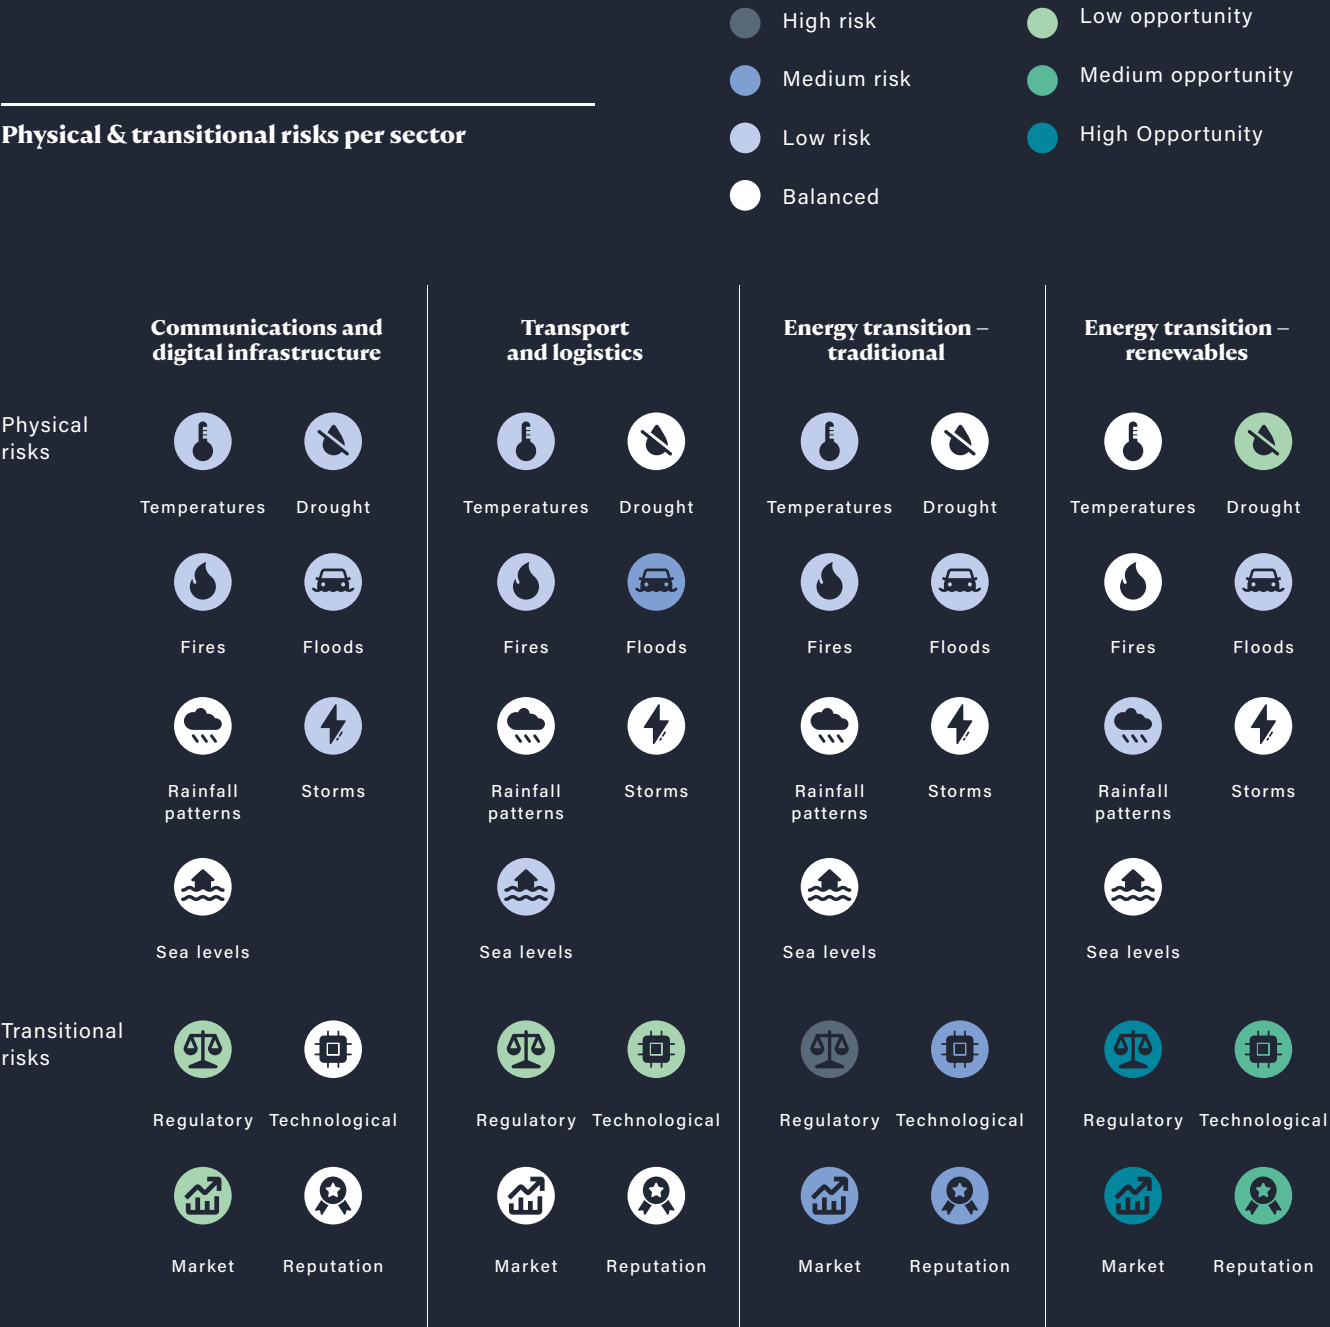 High risk
Low opportunity
Medium risk
Medium opportunity
Low risk
High Opportunity
Balanced
Physical & transitional risks per sector
Communications and
digital infrastructure
Transport
and logistics
Energy transition –
traditional
Energy transition –
renewables
Physical
risks
Temperatures Drought Temperatures Drought Temperatures Drought Temperatures Drought
Fires Floods Fires Floods Fires Floods Fires Floods
Rainfall Storms Rainfall Storms Rainfall Storms Rainfall Storms
patterns patterns patterns patterns
Sea levels Sea levels Sea levels Sea levels
Transitional
risks
Regulatory Technological Regulatory Technological Regulatory Technological Regulatory Technological
Market Reputation Market Reputation Market Reputation Market Reputation